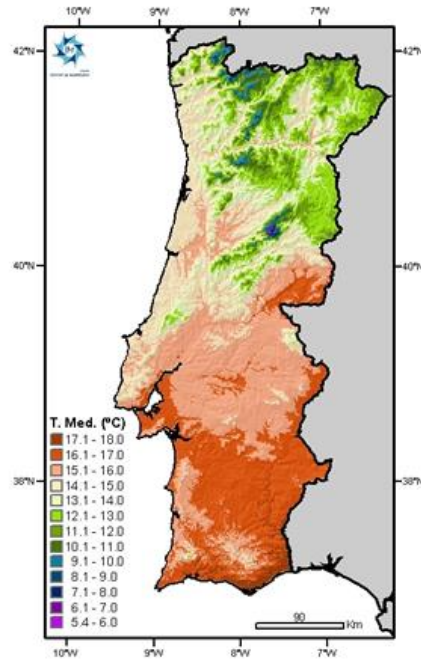 10°W 9°W 8°W 7°W
42°N 42°N
40°N 40°N
T. Med. (ºC)
17.1 - 18.0
16.1 - 17.0
15.1 - 16.0
14.1 - 15.0
13.1 - 14.0
12.1 - 13.0
11.1 - 12.0
10.1 - 11.0
9.1 - 10.0
8.1 - 9.0
7.1 - 8.0
6.1 - 7.0
5.4 - 6.0
38°N 38°N
90
Km
10°W 9°W 8°W 7°W